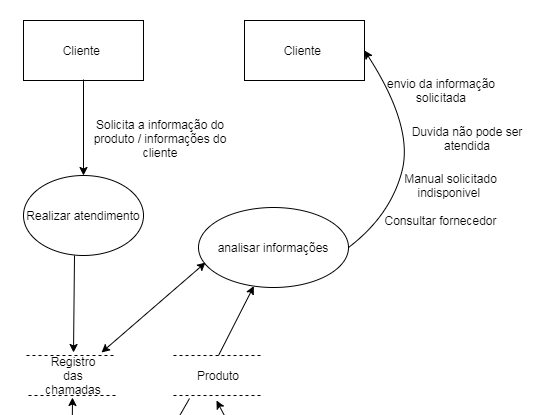 Cliente
Cliente
envio da informação
solicitada
Solicita a informação do
produto / informações do
cliente
Duvida não pode ser
atendida
Manual solicitado
indisponivel
Realizar atendimento
Consultar fornecedor
analisar informações
Registro
das
chamadas
Produto